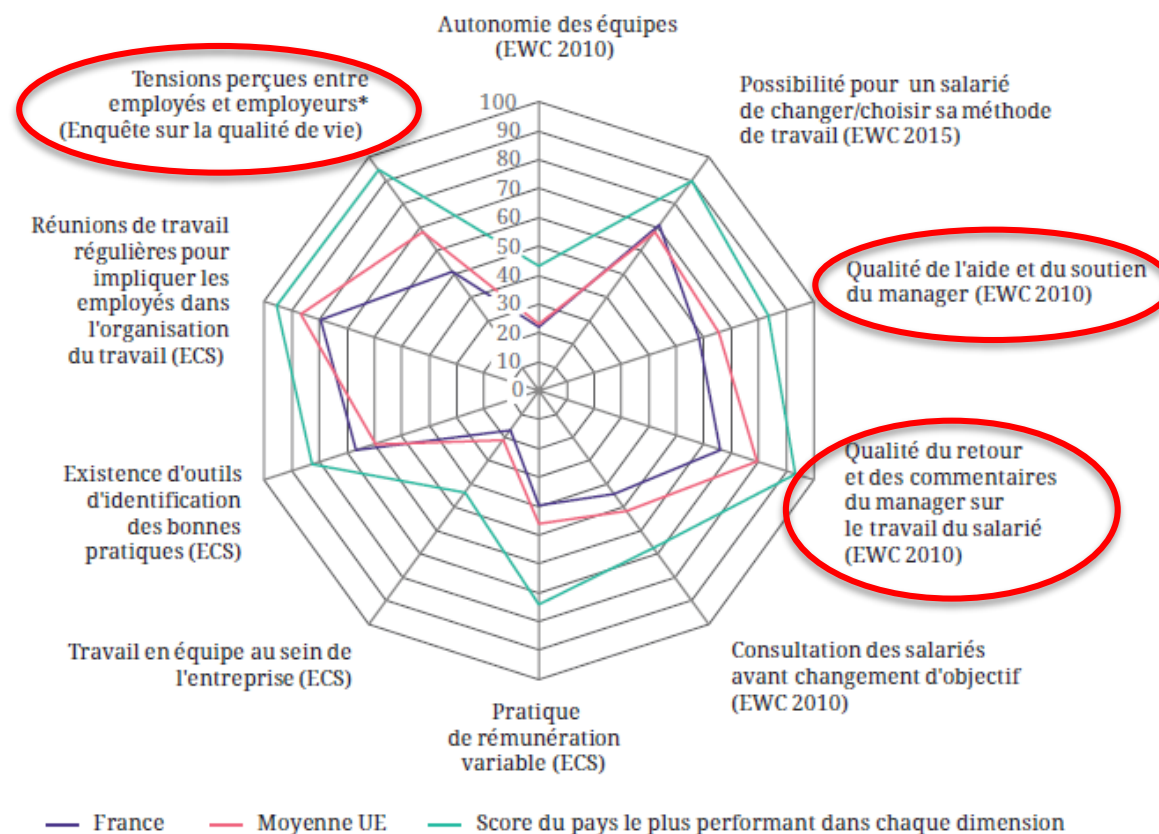 Autonomie des équipes
(EWC 2010)
Tensions perçues entre
employés et employeurs*
(Enquête sur la qualité de vie)
Possibilité pour un salarié
de changer/choisir sa méthode
de travail (EWC 2015)
100
90
80
70
60
50
40
30
20
10
0
Réunions de travail
régulières pour
impliquer les
employés dans
l'organisation
du travail (ECS)
Qualité de l'aide et du soutien
du manager (EWC 2010)
Qualité du retour
et des commentaires
du manager sur
le travail du salarié
(EWC 2010)
Existence d'outils
d'identification
des bonnes
pratiques (ECS)
Travail en équipe au sein de
l'entreprise (ECS)
Consultation des salariés
avant changement d'objectif
(EWC 2010)
Pratique
de rémunération
variable (ECS)
France Moyenne UE Score du pays le plus performant dans chaque dimension